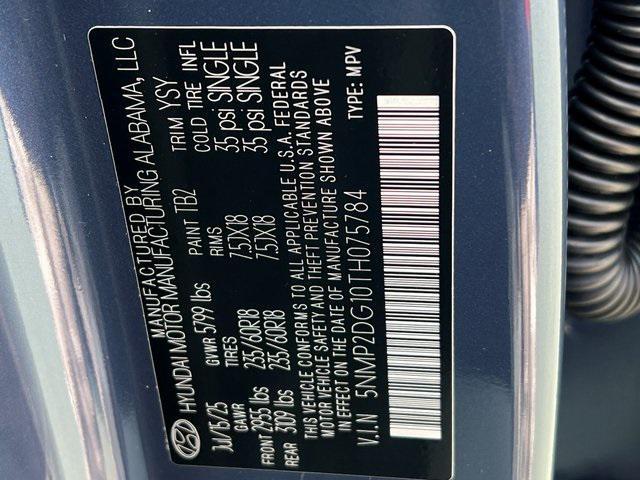 MANUFACTURED BY
HYUNDAI MOTOR MANUFACTURING ALABAMA, LLC
JUL/15/25 GVWR 5799 lbs PAINT TB2 TRIM YSY
GAWR TIRES RIMS COLD TIRE INFL
FRONT 2955 lbs 235/60R18 7.5JX18 35 psi SINGLE
REAR 3109 lbs 235/60R18 7.5JX18 35 psi SINGLE
THIS VEHICLE CONFORMS TO ALL APPLICABLE U.S.A. FEDERAL
MOTOR VEHICLE SAFETY AND THEFT PREVENTION STANDARDS
IN EFFECT ON THE DATE OF MANUFACTURE SHOWN ABOVE
V.I.N 5NMP2DG10TH075784 TYPE: MPV